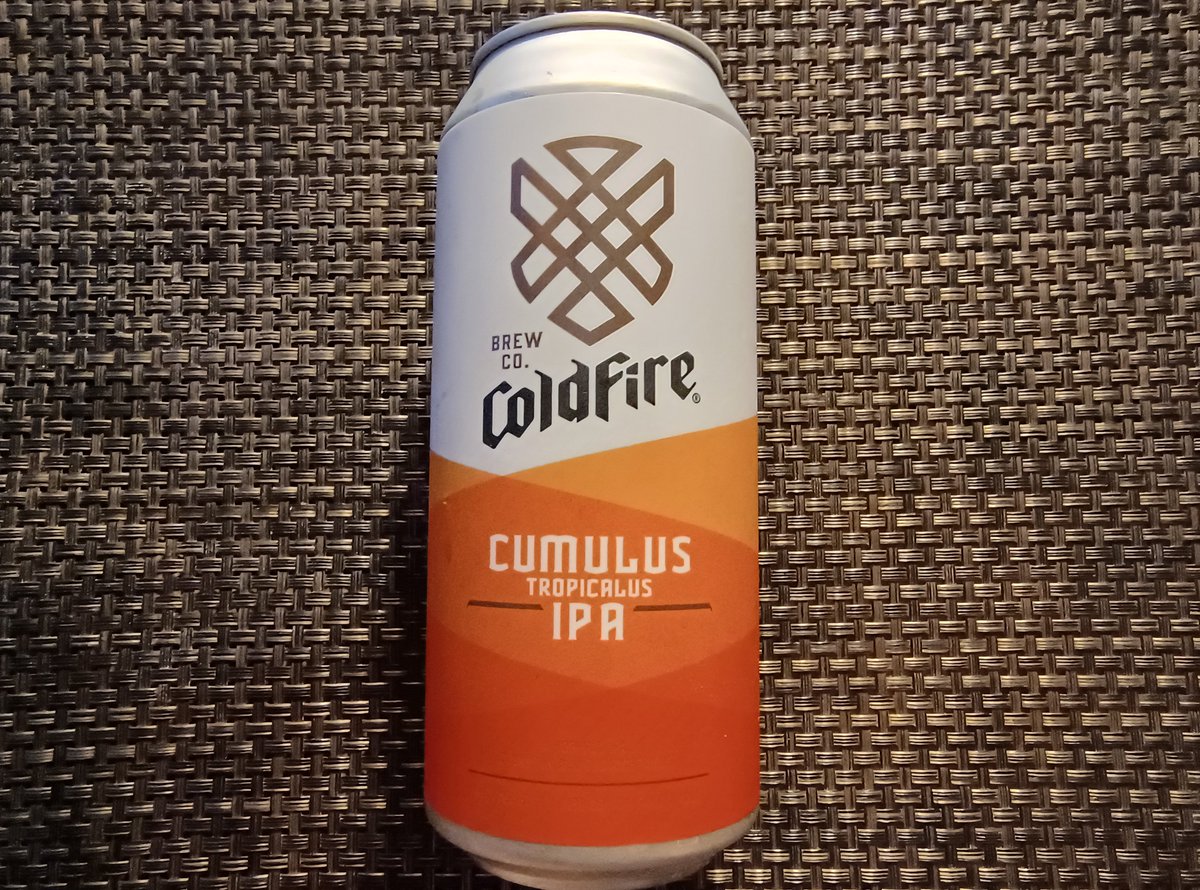 BREW
CO.
ColdFire®
CUMULUS
TROPICALUS
IPA